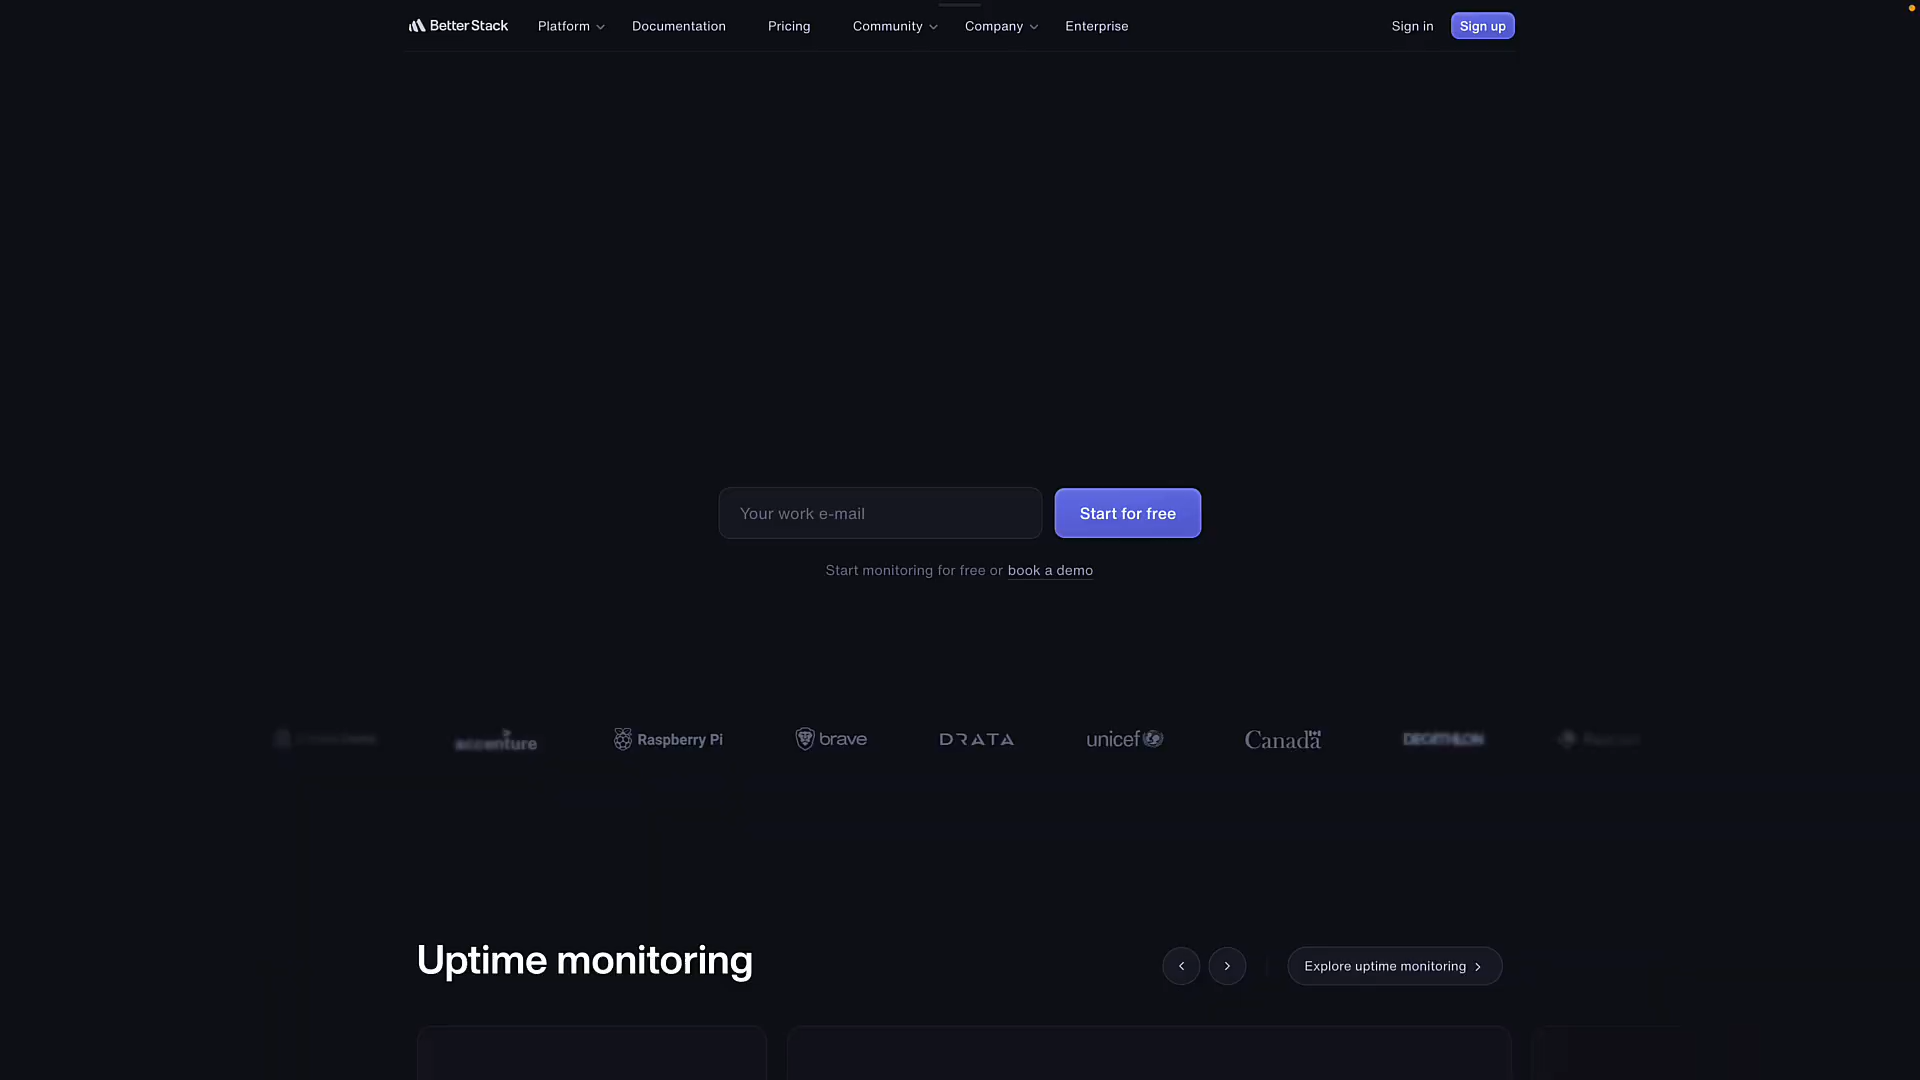 Better Stack
Platform
Documentation
Pricing
Community
Company
Enterprise
Sign in
Sign up
Your work e-mail
Start for free
Start monitoring for free or book a demo
accenture
Raspberry Pi
brave
DRATA
unicef
Canada
DECATHLON
Uptime monitoring
Explore uptime monitoring